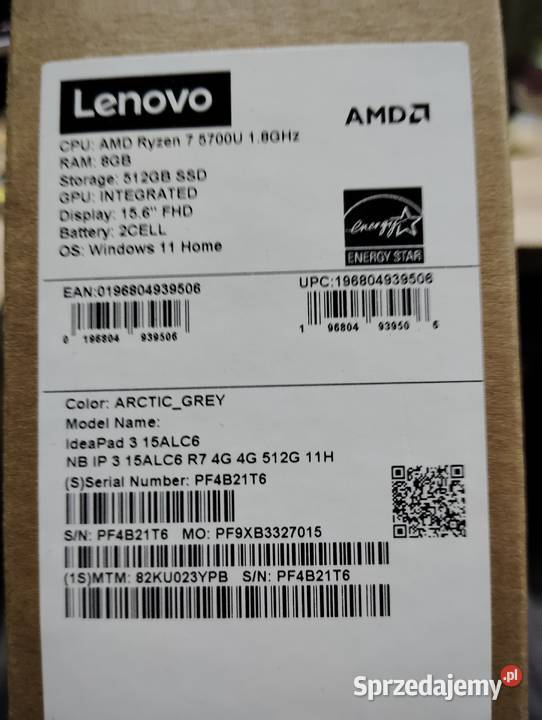 Lenovo
AMD
CPU: AMD Ryzen 7 5700U 1.8GHz
RAM: 8GB
Storage: 512GB SSD
GPU: INTEGRATED
Display: 15.6" FHD
Battery: 2CELL
OS: Windows 11 Home
energy
ENERGY STAR
EAN:0196804939506
0 196804 939506
UPC:196804939506
1 96804 93950 6
Color: ARCTIC_GREY
Model Name:
IdeaPad 3 15ALC6
NB IP 3 15ALC6 R7 4G 4G 512G 11H
(S)Serial Number: PF4B21T6
S/N: PF4B21T6 MO: PF9XB3327015
(1S)MTM: 82KU023YPB S/N: PF4B21T6
Sprzedajemy.pl